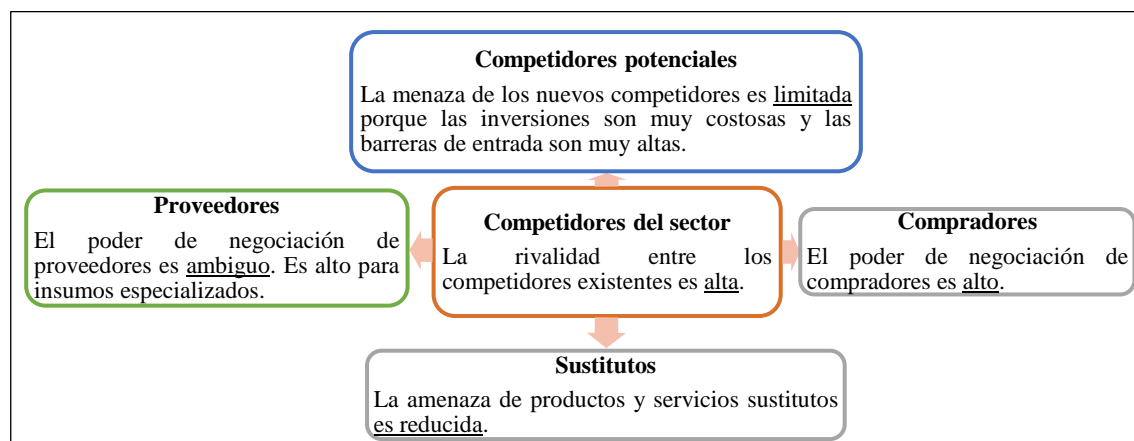 Competidores potenciales
La menaza de los nuevos competidores es limitada
porque las inversiones son muy costosas y las
barreras de entrada son muy altas.
Proveedores
El poder de negociación de
proveedores es ambiguo. Es alto para
insumos especializados.
Competidores del sector
La rivalidad entre los
competidores existentes es alta.
Compradores
El poder de negociación de
compradores es alto.
Sustitutos
La amenaza de productos y servicios sustitutos
es reducida.